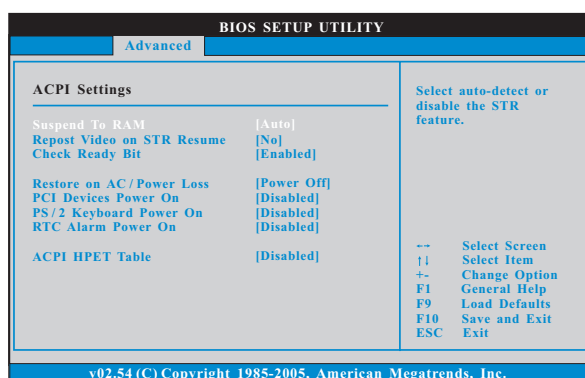 BIOS SETUP UTILITY
Advanced
ACPI Settings
Suspend To RAM [Auto]
Repost Video on STR Resume [No]
Check Ready Bit [Enabled]
Restore on AC / Power Loss [Power Off]
PCI Devices Power On [Disabled]
PS / 2 Keyboard Power On [Disabled]
RTC Alarm Power On [Disabled]
ACPI HPET Table [Disabled]
Select auto-detect or
disable the STR
feature.
←→ Select Screen
↑↓ Select Item
+- Change Option
F1 General Help
F9 Load Defaults
F10 Save and Exit
ESC Exit
v02.54 (C) Copyright 1985-2005, American Megatrends, Inc.